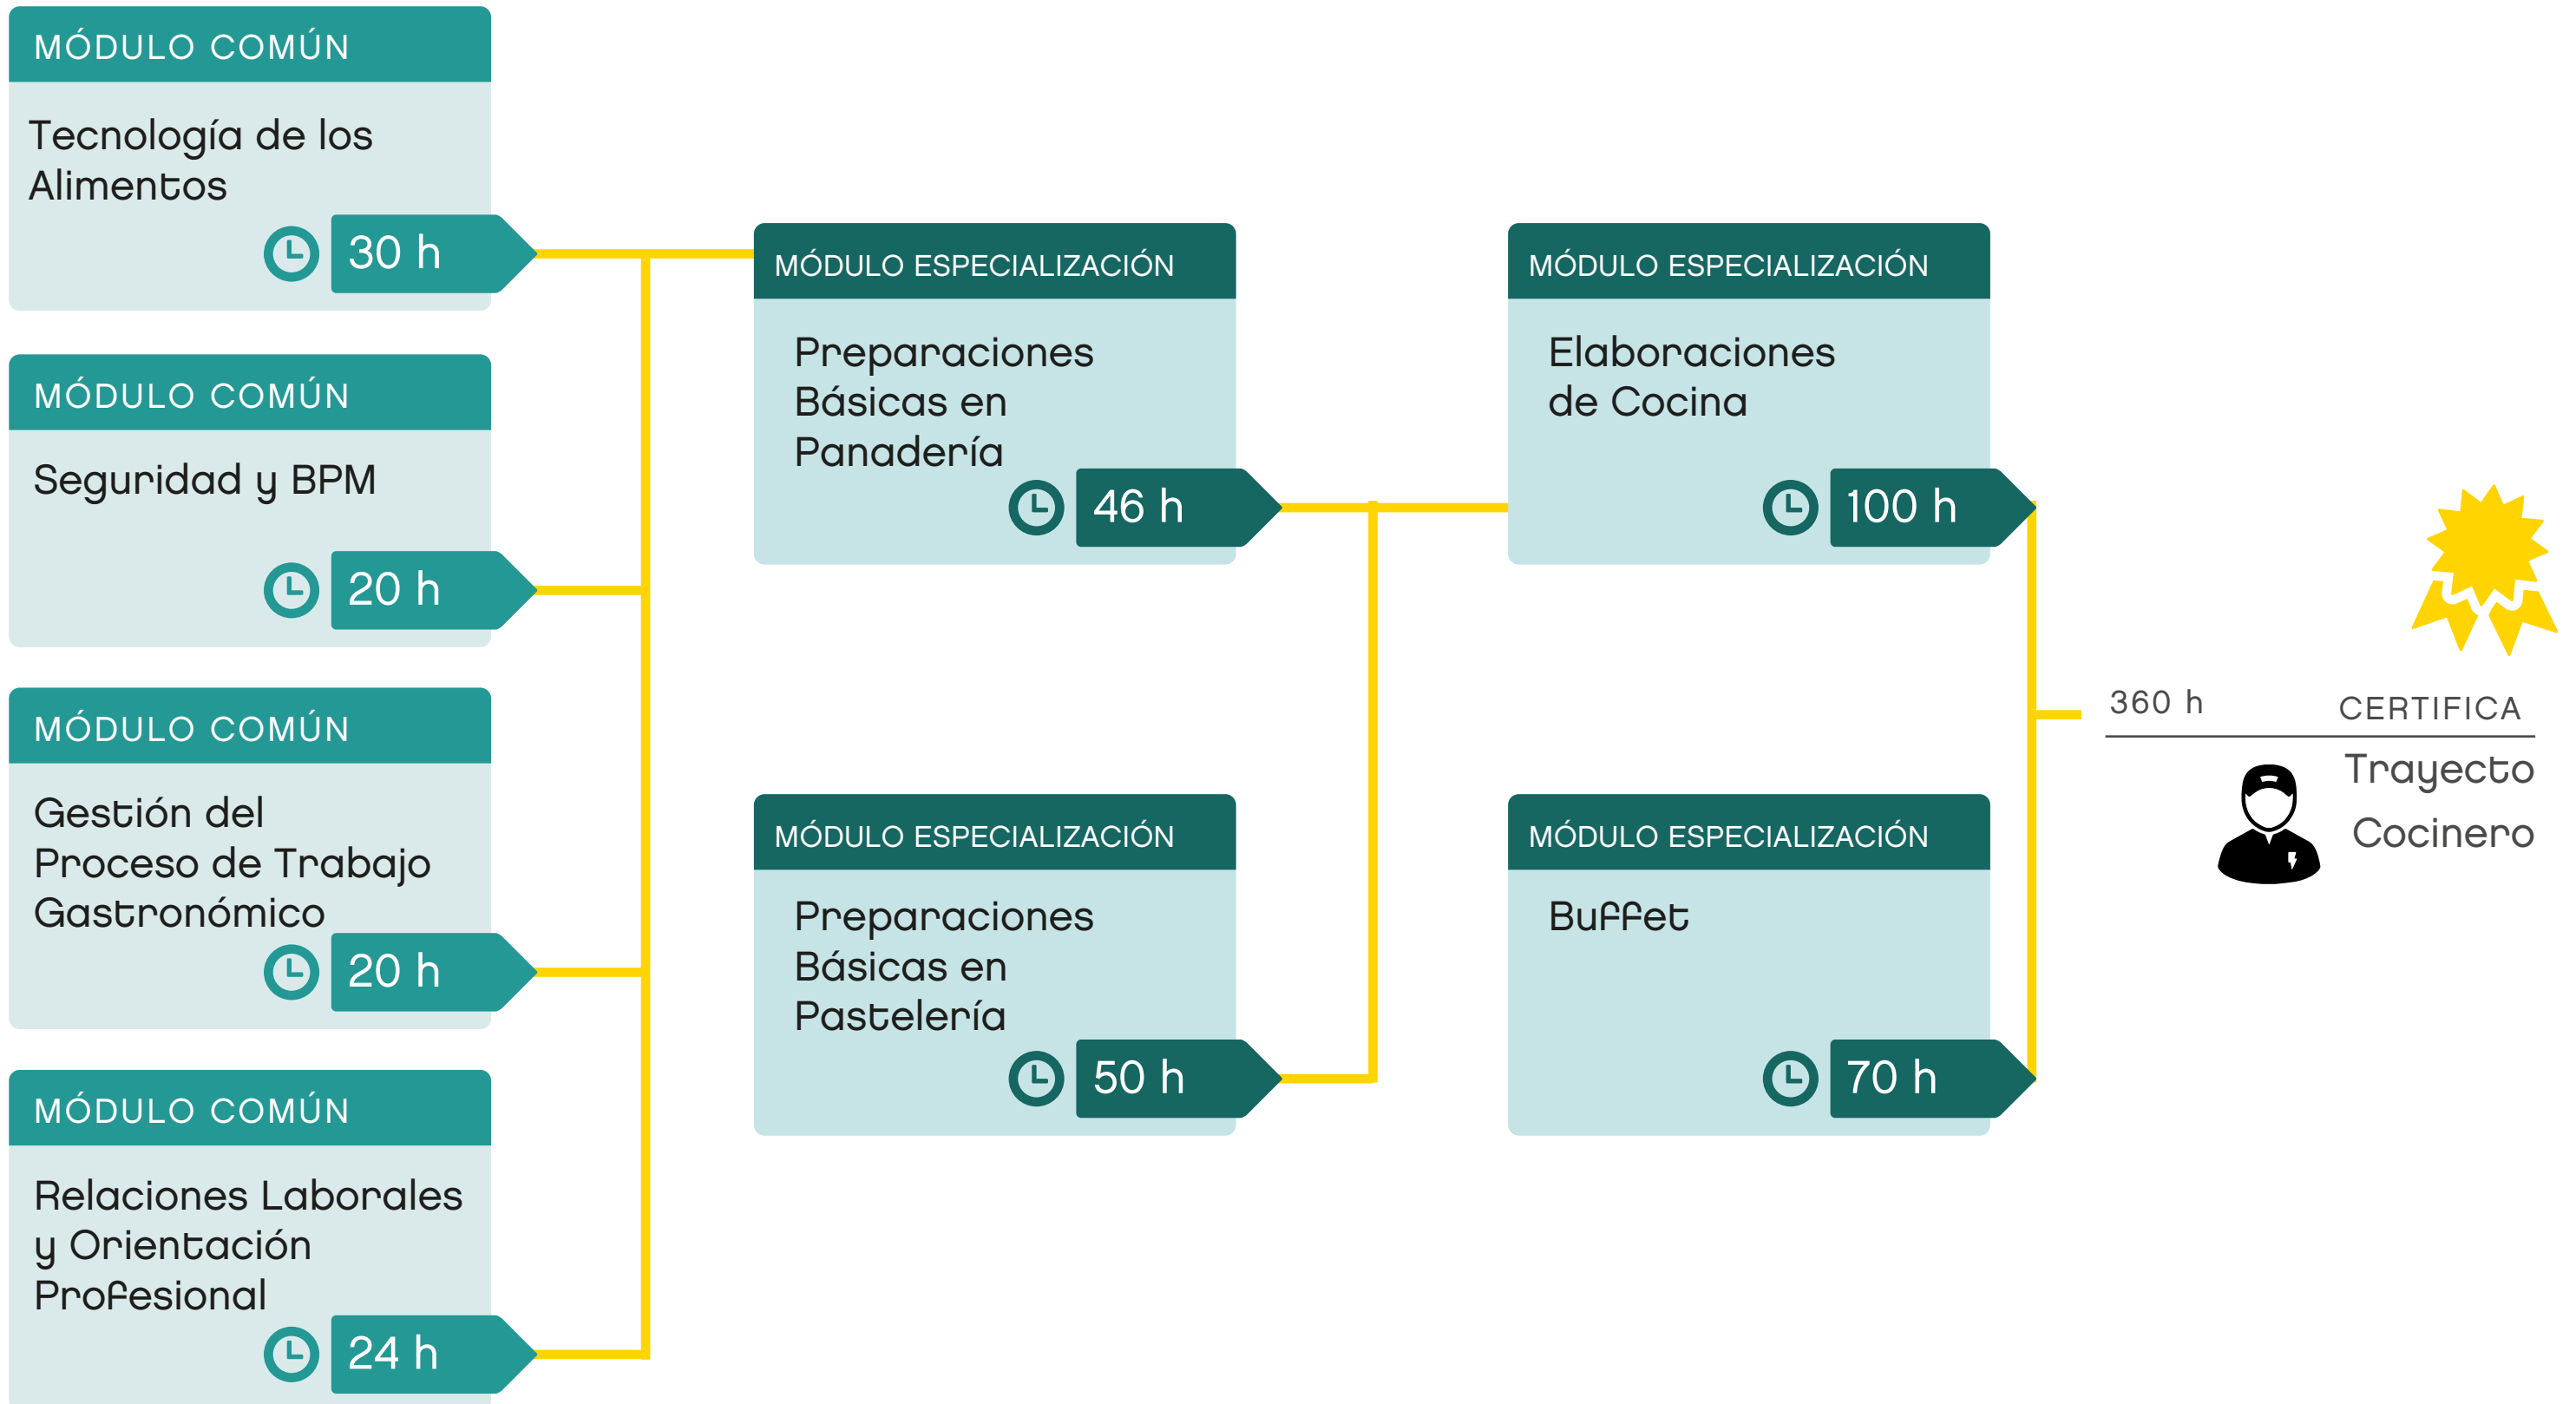 MÓDULO COMÚN
Tecnología de los
Alimentos
30 h
MÓDULO COMÚN
Seguridad y BPM
20 h
MÓDULO COMÚN
Gestión del
Proceso de Trabajo
Gastronómico
20 h
MÓDULO COMÚN
Relaciones Laborales
y Orientación
Profesional
24 h
MÓDULO ESPECIALIZACIÓN
Preparaciones
Básicas en
Panadería
46 h
MÓDULO ESPECIALIZACIÓN
Preparaciones
Básicas en
Pastelería
50 h
MÓDULO ESPECIALIZACIÓN
Elaboraciones
de Cocina
100 h
MÓDULO ESPECIALIZACIÓN
Buffet
70 h
360 h CERTIFICA
Trayecto
Cocinero